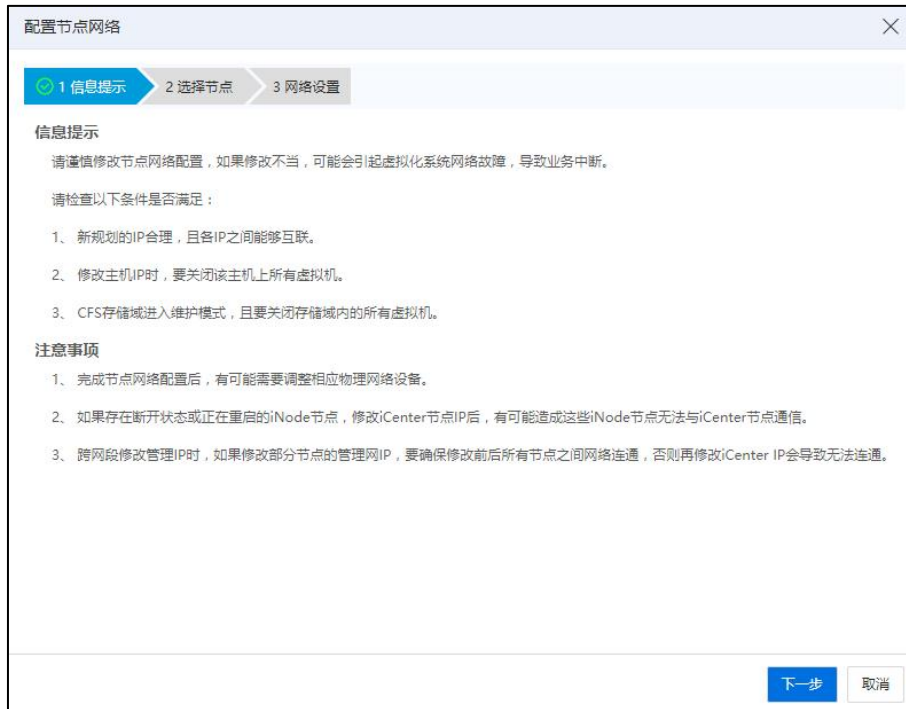 配置节点网络
1 信息提示 2 选择节点 3 网络设置
信息提示
请谨慎修改节点网络配置，如果修改不当，可能会引起虚拟化系统网络故障，导致业务中断。
请检查以下条件是否满足：
1、 新规划的IP合理，且各IP之间能够互联。
2、 修改主机IP时，要关闭该主机上所有虚拟机。
3、 CFS存储域进入维护模式，且要关闭存储域内的所有虚拟机。
注意事项
1、 完成节点网络配置后，有可能需要调整相应物理网络设备。
2、 如果存在断开状态或正在重启的iNode节点，修改iCenter节点IP后，有可能造成这些iNode节点无法与iCenter节点通信。
3、 跨网段修改管理IP时，如果修改部分节点的管理网IP，要确保修改前后所有节点之间网络连通，否则再修改iCenter IP会导致无法连通。
下一步 取消